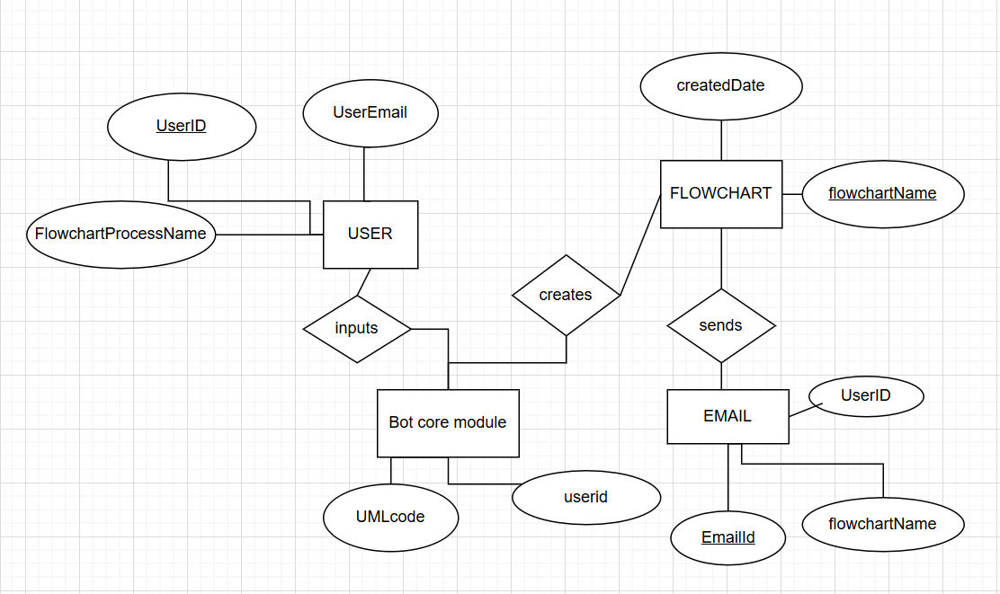 createdDate
UserEmail
UserID
FLOWCHART
flowchartName
FlowchartProcessName
USER
creates
inputs
sends
UserID
EMAIL
Bot core module
userid
UMLcode
flowchartName
EmailId